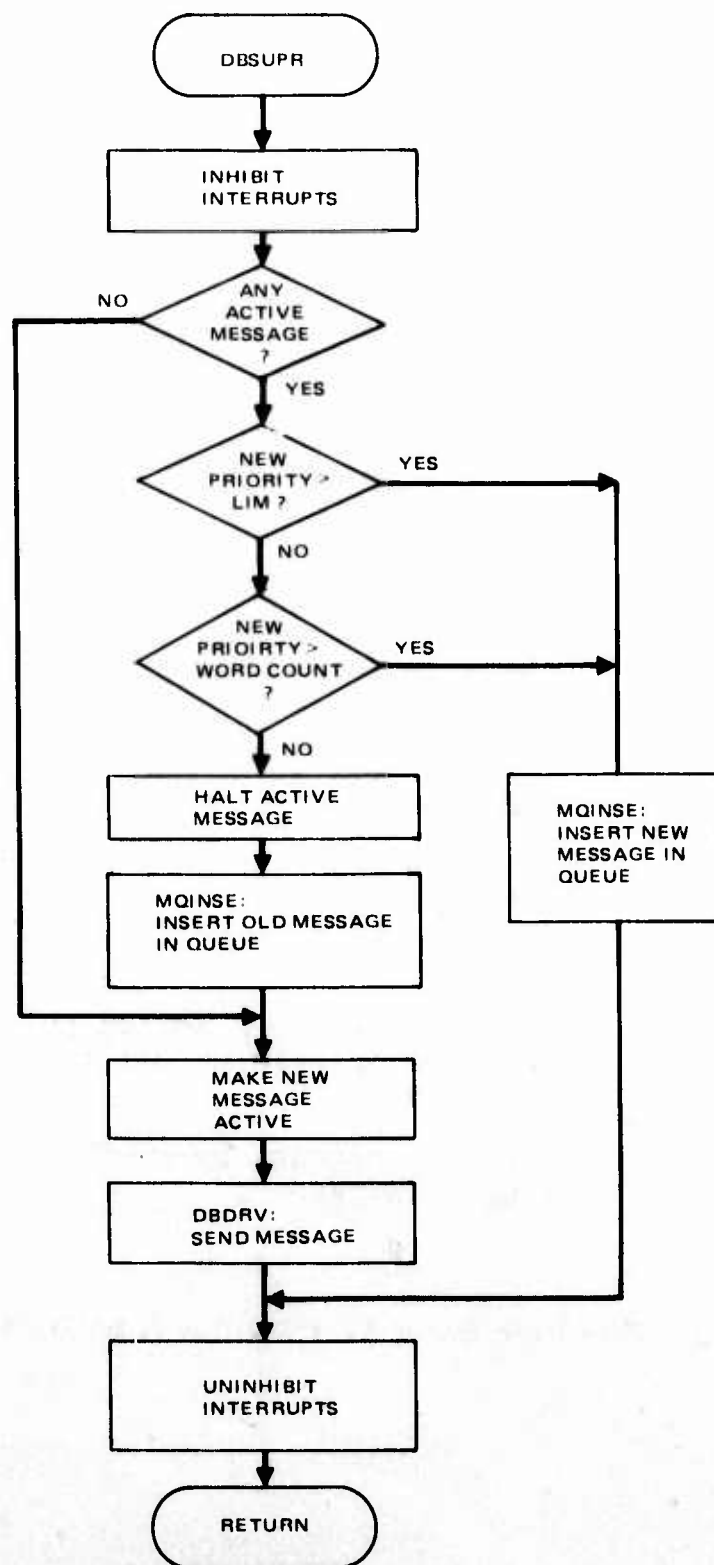 DBSUPR
INHIBIT
INTERRUPTS
ANY
ACTIVE
MESSAGE
?
NO
YES
NEW
PRIORITY >
LIM ?
YES
NO
NEW
PRIOIRTY >
WORD COUNT
?
YES
NO
HALT ACTIVE
MESSAGE
MQINSE:
INSERT NEW
MESSAGE IN
QUEUE
MQINSE:
INSERT OLD MESSAGE
IN QUEUE
MAKE NEW
MESSAGE
ACTIVE
DBDRV:
SEND MESSAGE
UNINHIBIT
INTERRUPTS
RETURN